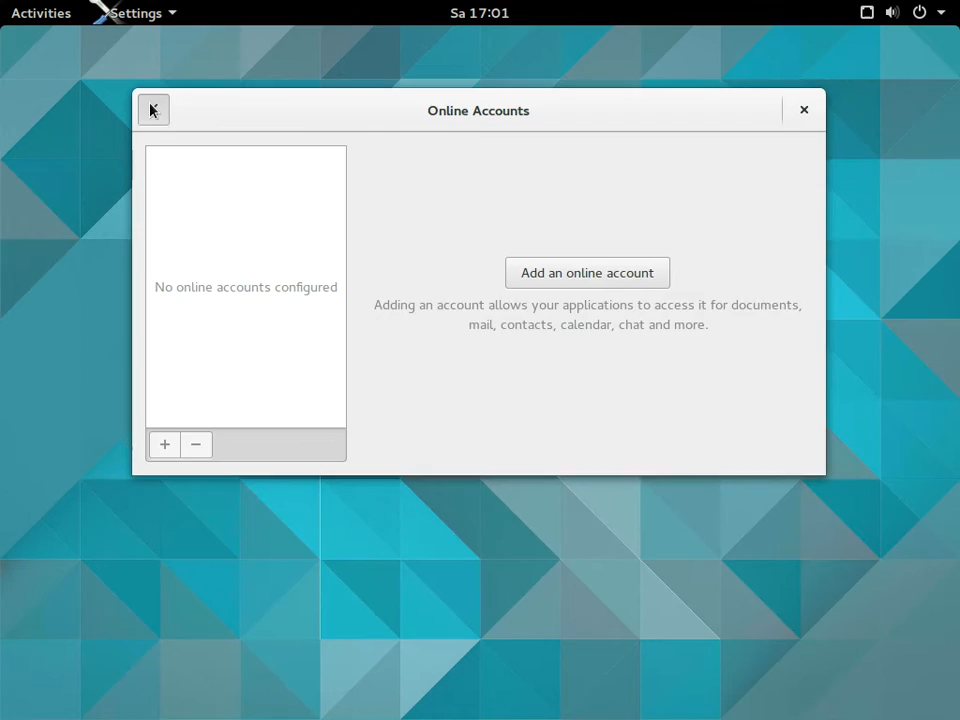 Activities Settings Sa 17:01
Online Accounts
No online accounts configured
Add an online account
Adding an account allows your applications to access it for documents,
mail, contacts, calendar, chat and more.